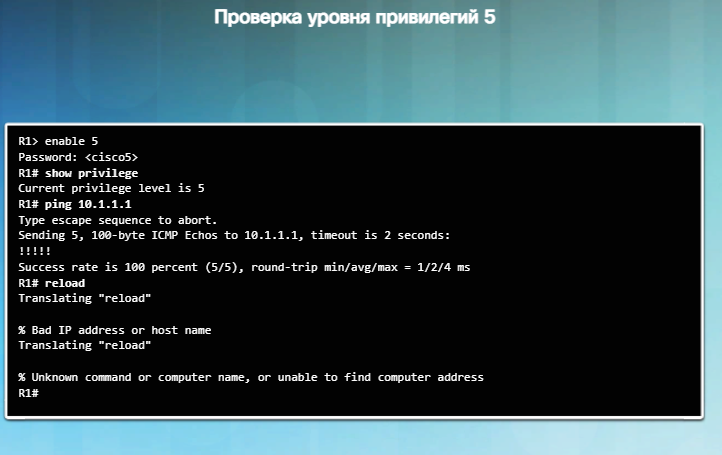 Проверка уровня привилегий 5
R1> enable 5
Password: <cisco5>
R1# show privilege
Current privilege level is 5
R1# ping 10.1.1.1
Type escape sequence to abort.
Sending 5, 100-byte ICMP Echos to 10.1.1.1, timeout is 2 seconds:
!!!!!
Success rate is 100 percent (5/5), round-trip min/avg/max = 1/2/4 ms
R1# reload
Translating "reload"
% Bad IP address or host name
Translating "reload"
% Unknown command or computer name, or unable to find computer address
R1#